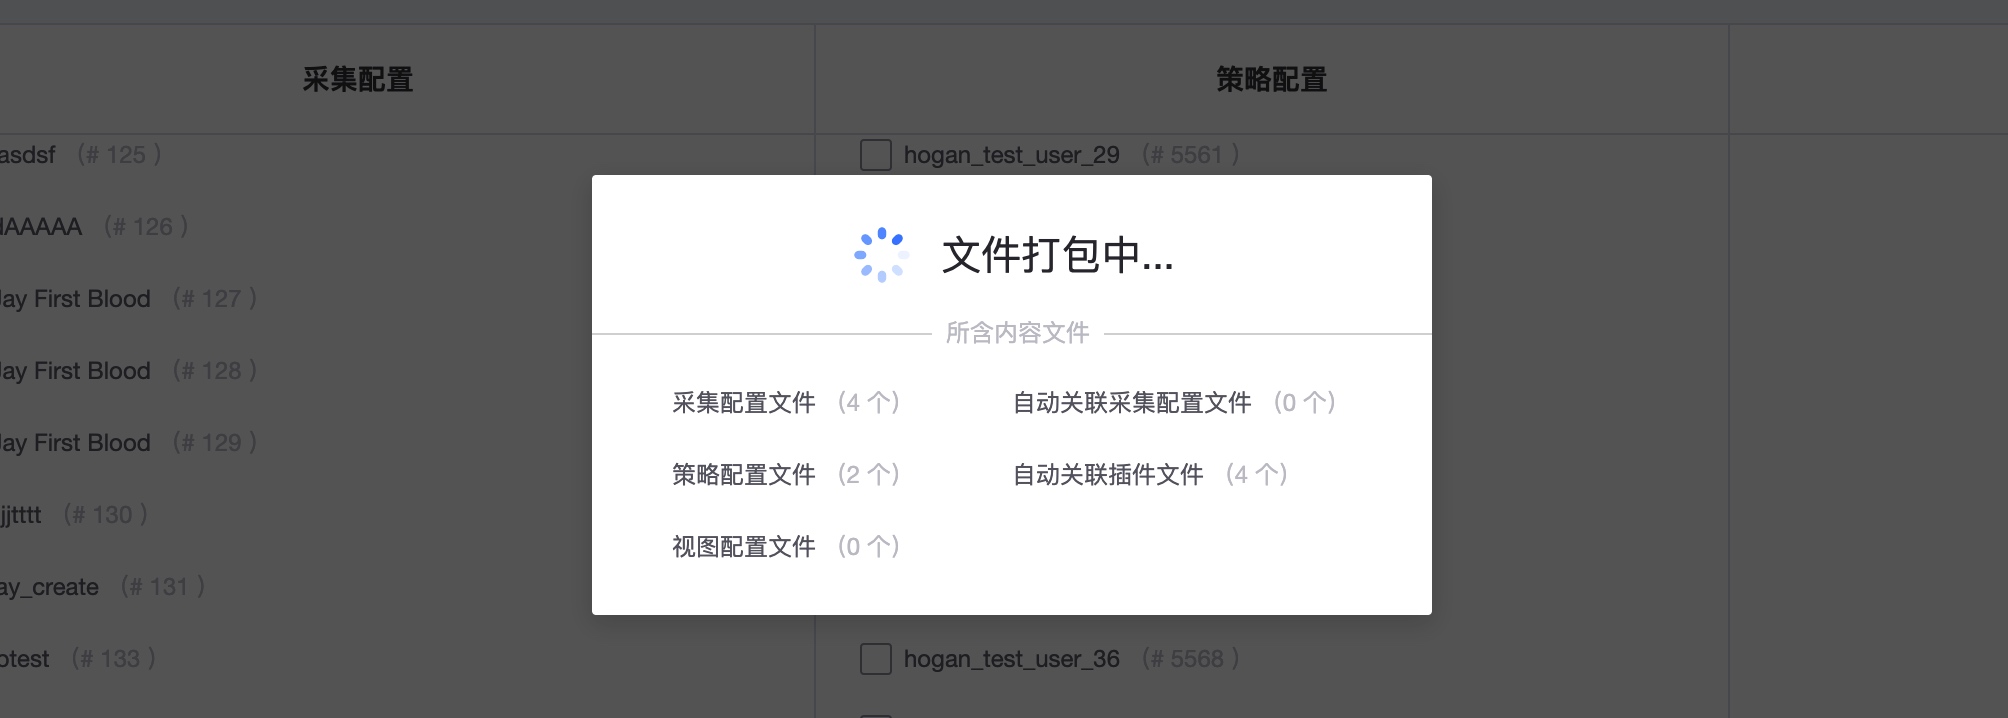 采集配置
策略配置
asdsf (# 125 )
hogan_test_user_29 (# 5561 )
AAAAA (# 126 )
文件打包中...
ay First Blood (# 127 )
所含内容文件
ay First Blood (# 128 )
采集配置文件 (4 个)
自动关联采集配置文件 (0 个)
ay First Blood (# 129 )
策略配置文件 (2 个)
自动关联插件文件 (4 个)
jjtttt (# 130 )
视图配置文件 (0 个)
ay_create (# 131 )
otest (# 133 )
hogan_test_user_36 (# 5568 )